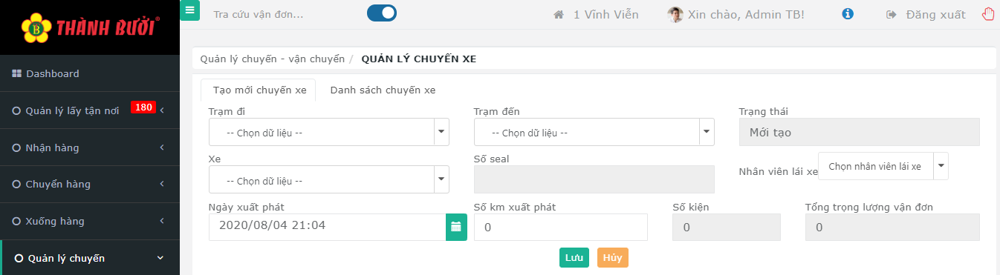 THÀNH BƯỞI®
B
Tra cứu vận đơn...
1 Vĩnh Viễn
Xin chào, Admin TB!
Đăng xuất
Dashboard
Quản lý lấy tận nơi 180
Nhận hàng
Chuyển hàng
Xuống hàng
Quản lý chuyến
Quản lý chuyến - vận chuyển / QUẢN LÝ CHUYẾN XE
Tạo mới chuyến xe Danh sách chuyến xe
Trạm đi Trạm đến Trạng thái
-- Chọn dữ liệu -- -- Chọn dữ liệu -- Mới tạo
Xe Số seal
-- Chọn dữ liệu -- Nhân viên lái xe Chọn nhân viên lái xe
Ngày xuất phát Số km xuất phát Số kiện Tổng trọng lượng vận đơn
2020/08/04 21:04 0 0 0
Lưu Hủy